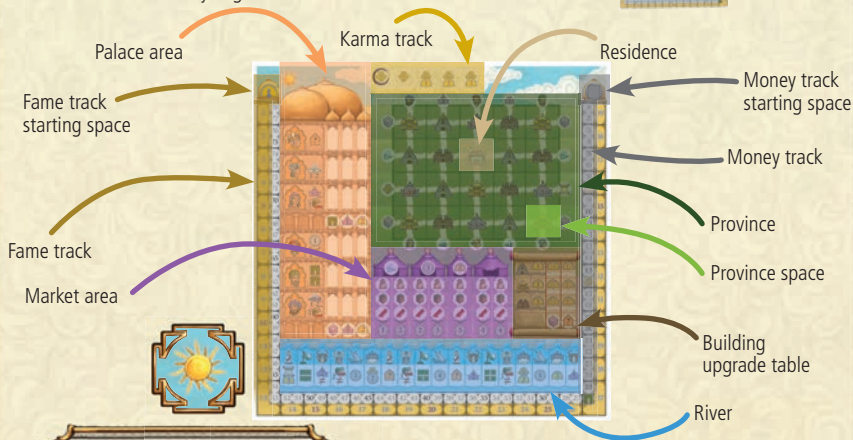 Palace area
Karma track
Residence
Fame track
starting space
Money track
starting space
Money track
Fame track
Province
Market area
Province space
Building
upgrade table
River